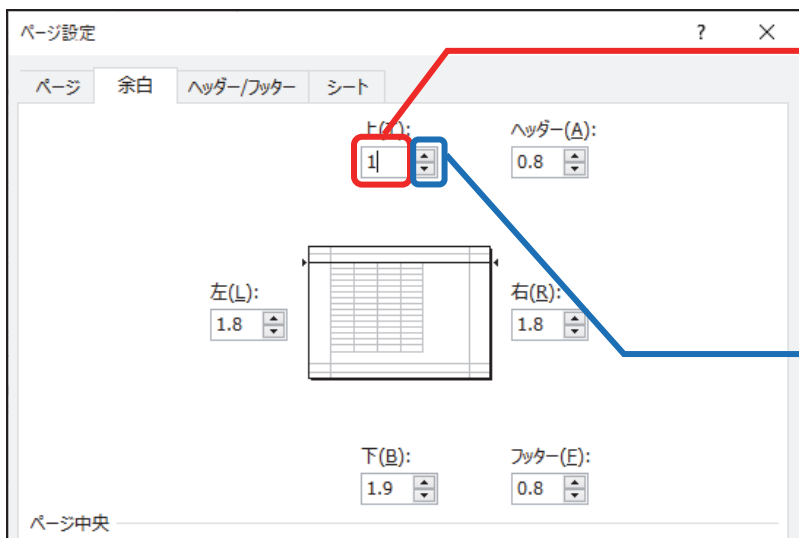 ページ設定 ? ×
ページ 余白 ヘッダー/フッター シート
上(T): ヘッダー(A):
1 0.8
左(L): 右(R):
1.8 1.8
下(B): フッター(F):
1.9 0.8
ページ中央